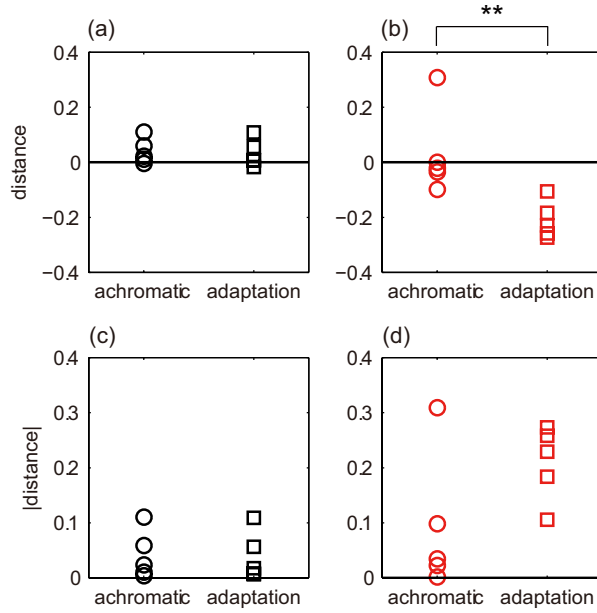 (a)
(b)
**
distance
0.4
0.2
0
−0.2
−0.4
achromatic adaptation
0.4
0.2
0
−0.2
−0.4
achromatic adaptation
(c)
(d)
|distance|
0.4
0.3
0.2
0.1
0
achromatic adaptation
0.4
0.3
0.2
0.1
0
achromatic adaptation